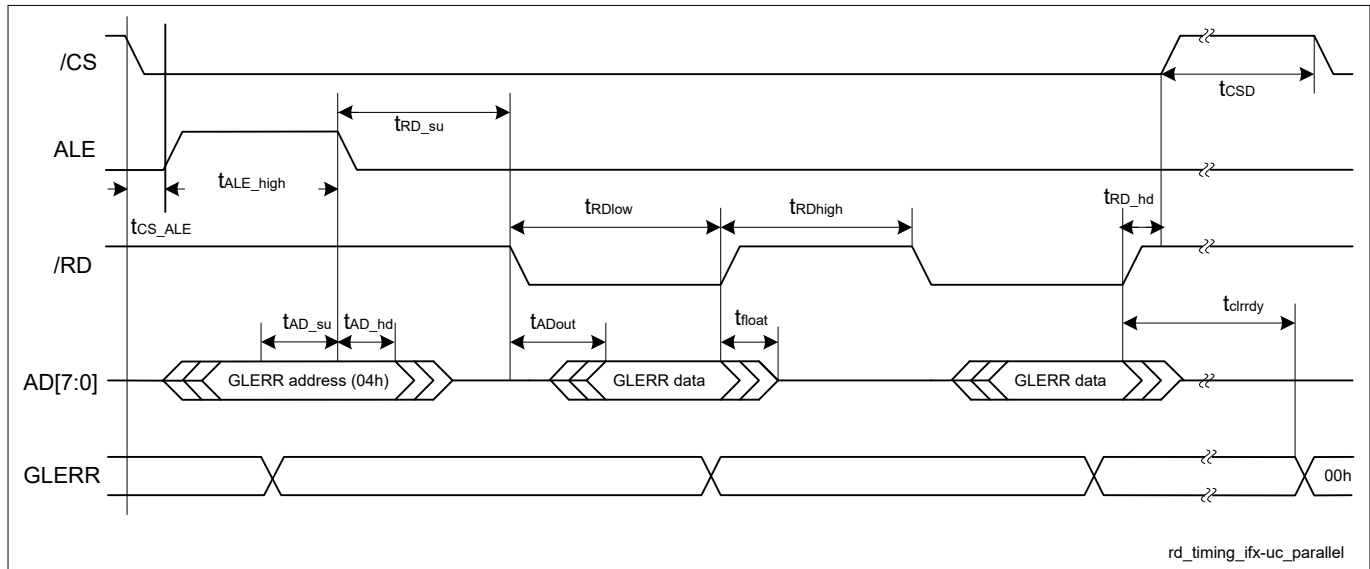 /CS
tCSD
ALE
tRD_su
tALE_high
tCS_ALE
tRDlow
tRDhigh
tRD_hd
/RD
tAD_su
tAD_hd
tADout
tfloat
tclrrdy
AD[7:0]
GLERR address (04h)
GLERR data
GLERR data
GLERR
00h
rd_timing_ifx-uc_parallel